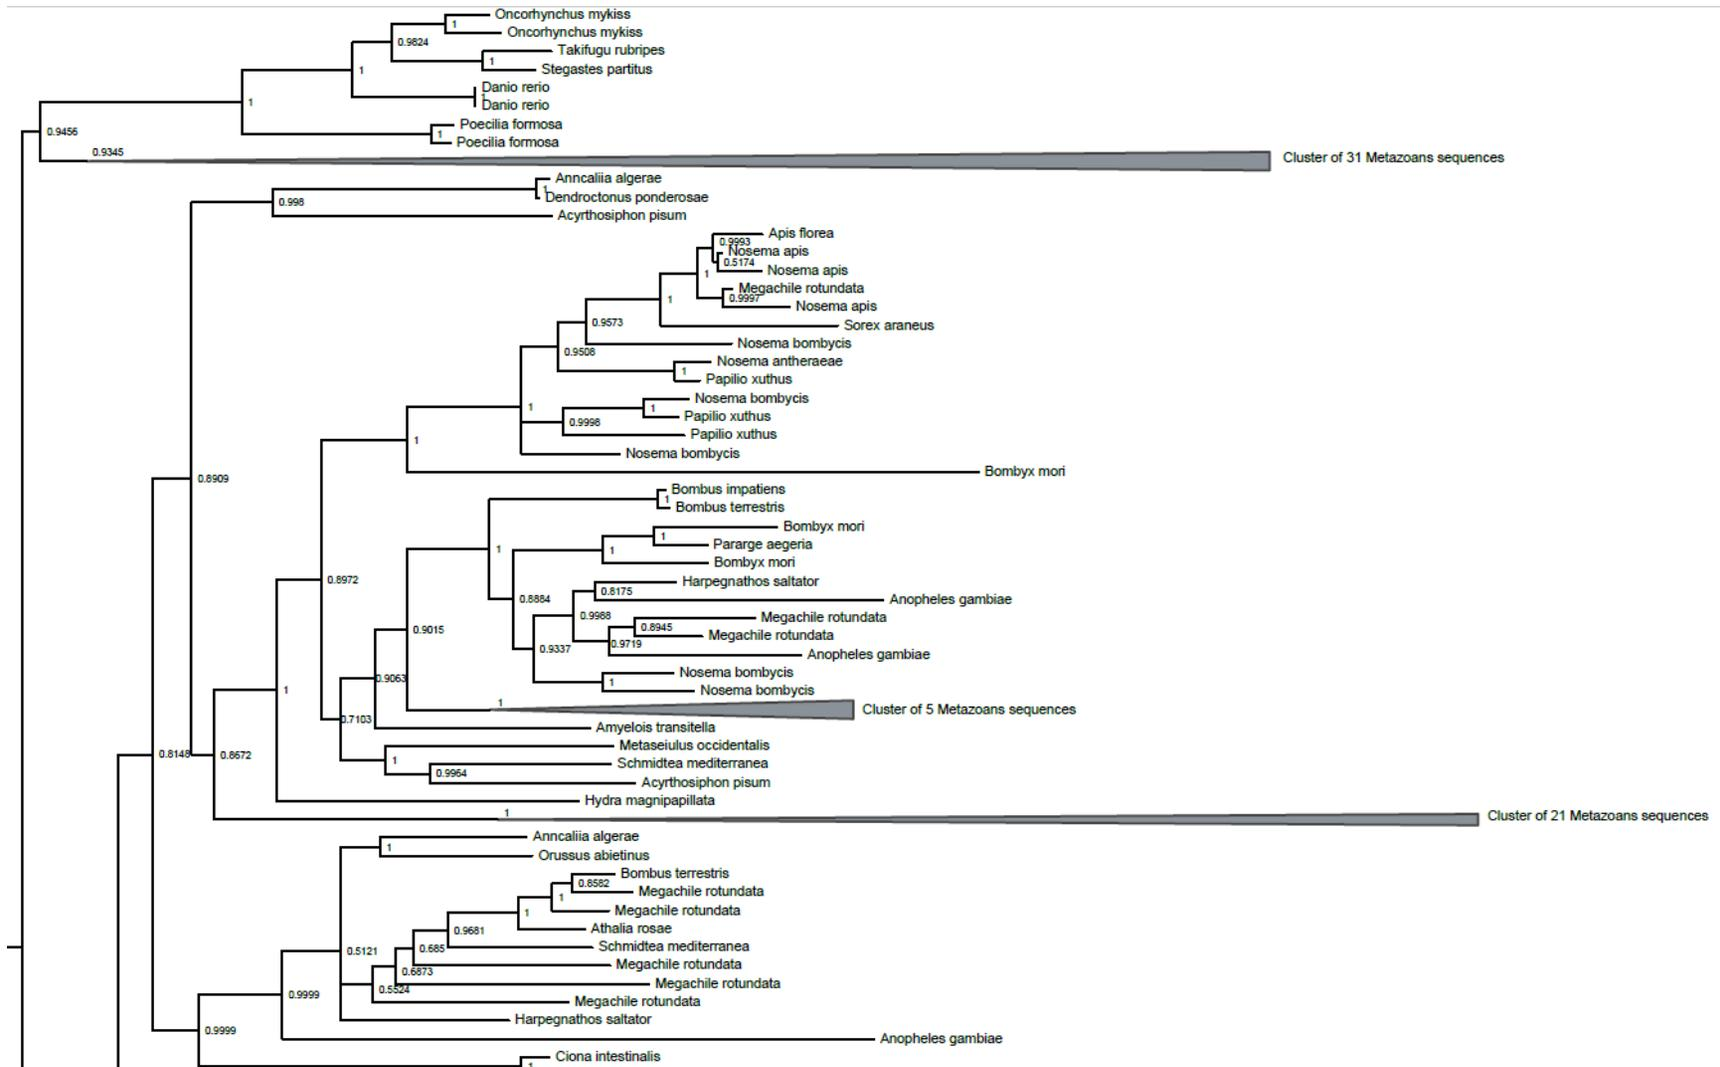 Oncorhynchus mykiss
1
Oncorhynchus mykiss
0.9824
Takifugu rubripes
1
Stegastes partitus
1
Danio rerio
1
Danio rerio
1
Poecilia formosa
1
Poecilia formosa
0.9456
0.9345
Cluster of 31 Metazoans sequences
Anncaliia algerae
1
Dendroctonus ponderosae
0.998
Acyrthosiphon pisum
Apis florea
0.9993
Nosema apis
0.5174
Nosema apis
1
Megachile rotundata
0.9997
Nosema apis
1
Sorex araneus
0.9573
Nosema bombycis
0.9508
Nosema antheraeae
1
Papilio xuthus
Nosema bombycis
1
1
Papilio xuthus
0.9998
Papilio xuthus
1
Nosema bombycis
Bombyx mori
0.8909
Bombus impatiens
1
Bombus terrestris
Bombyx mori
1
Pararge aegeria
1
1
Bombyx mori
0.8972
Harpegnathos saltator
0.8175
0.8884
Anopheles gambiae
0.9988
Megachile rotundata
0.8945
0.9015
Megachile rotundata
0.9719
0.9337
Anopheles gambiae
0.9063
Nosema bombycis
1
1
Nosema bombycis
1
Cluster of 5 Metazoans sequences
0.7103
Amyelois transitella
Metaseiulus occidentalis
0.8148
0.8672
1
Schmidtea mediterranea
0.9964
Acyrthosiphon pisum
Hydra magnipapillata
1
Cluster of 21 Metazoans sequences
Anncaliia algerae
1
Orussus abietinus
Bombus terrestris
0.8582
Megachile rotundata
1
1
Megachile rotundata
0.9681
Athalia rosae
0.5121
0.685
Schmidtea mediterranea
0.6873
Megachile rotundata
0.5524
Megachile rotundata
0.9999
Megachile rotundata
Harpegnathos saltator
0.9999
Anopheles gambiae
Ciona intestinalis
1